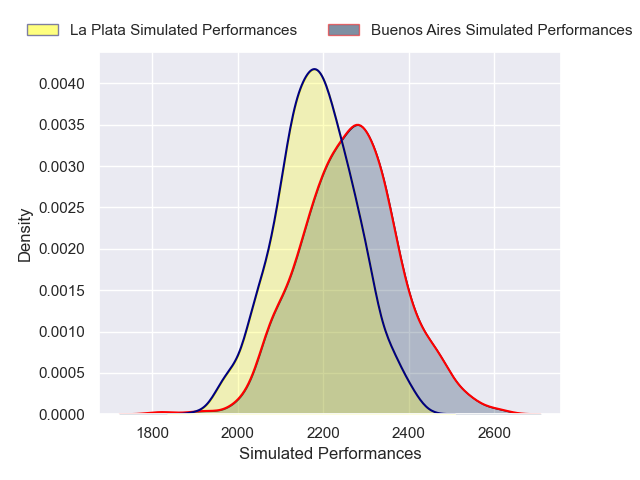 La Plata Simulated Performances
Buenos Aires Simulated Performances
0.0040
0.0035
0.0030
0.0025
0.0020
0.0015
0.0010
0.0005
0.0000
Density
1800 2000 2200 2400 2600
Simulated Performances